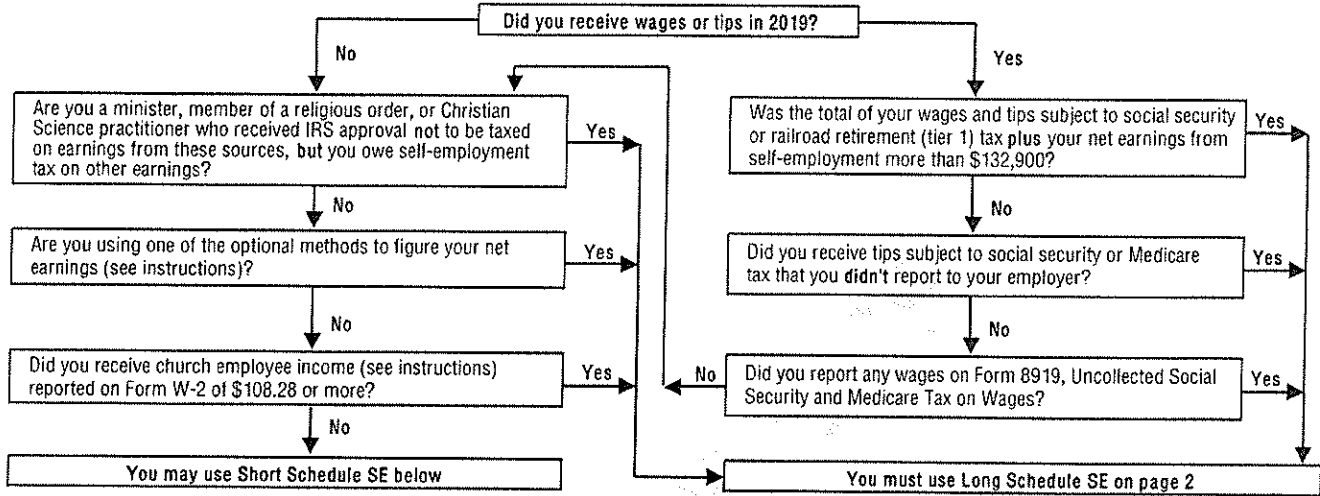 Did you receive wages or tips in 2019?
No
Yes
Are you a minister, member of a religious order, or Christian
Science practitioner who received IRS approval not to be taxed
on earnings from these sources, but you owe self-employment
tax on other earnings?
Yes
Was the total of your wages and tips subject to social security
or railroad retirement (tier 1) tax plus your net earnings from
self-employment more than $132,900?
Yes
No
No
Are you using one of the optional methods to figure your net
earnings (see instructions)?
Yes
Did you receive tips subject to social security or Medicare
tax that you didn't report to your employer?
Yes
No
No
Did you receive church employee income (see instructions)
reported on Form W-2 of $108.28 or more?
Yes
No
Did you report any wages on Form 8919, Uncollected Social
Security and Medicare Tax on Wages?
Yes
No
You may use Short Schedule SE below
You must use Long Schedule SE on page 2